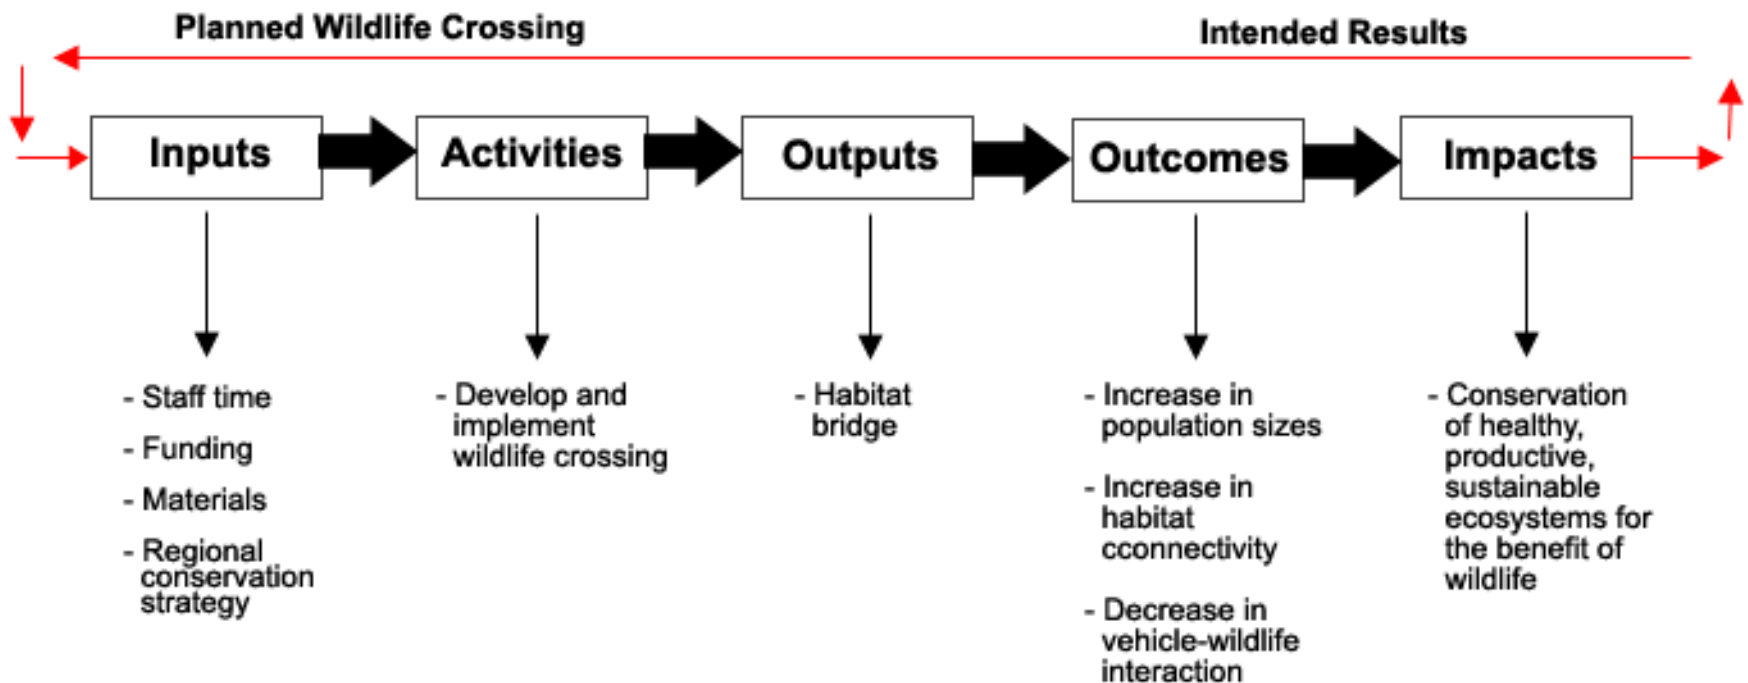 Planned Wildlife Crossing
Intended Results
Inputs
Activities
Outputs
Outcomes
Impacts
- Staff time
- Funding
- Materials
- Regional
conservation
strategy
- Develop and
implement
wildlife crossing
- Habitat
bridge
- Increase in
population sizes
- Increase in
habitat
cconnectivity
- Decrease in
vehicle-wildlife
interaction
- Conservation
of healthy,
productive,
sustainable
ecosystems for
the benefit of
wildlife